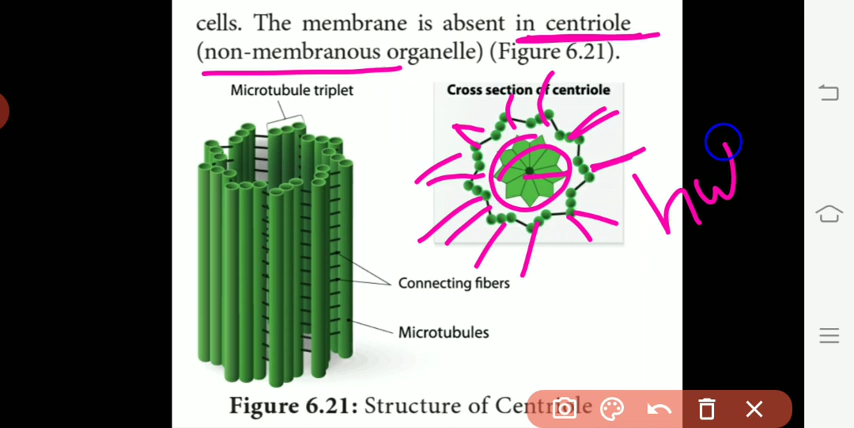 cells. The membrane is absent in centriole
(non-membranous organelle) (Figure 6.21).
Microtubule triplet
Cross section of centriole
Connecting fibers
Microtubules
Figure 6.21: Structure of Centriole